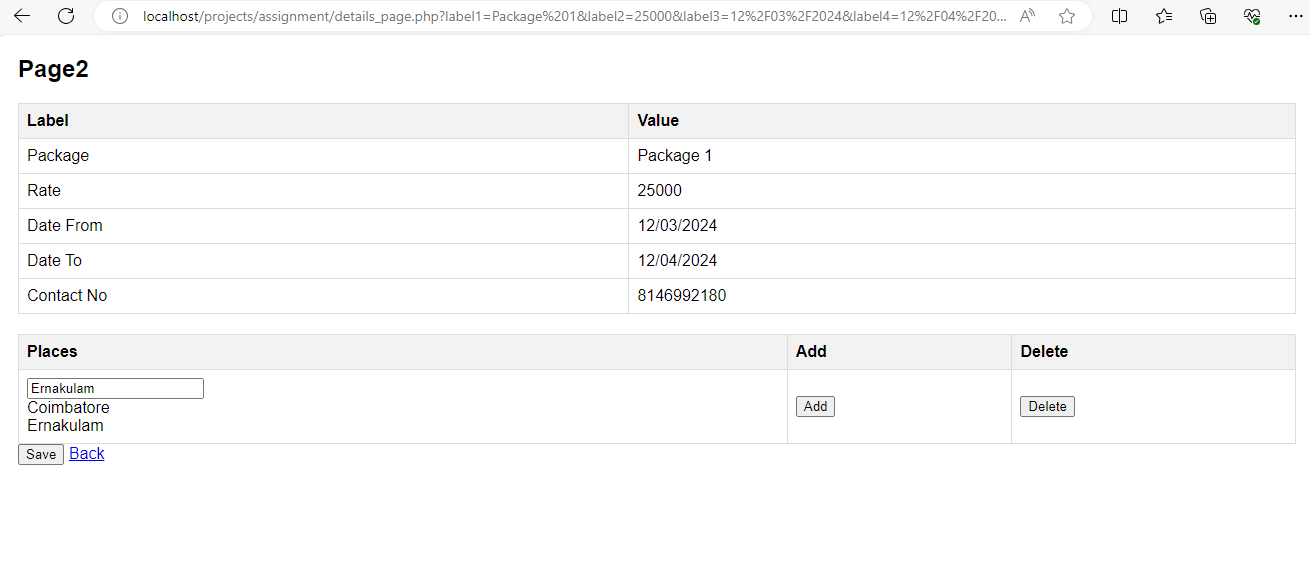 localhost/projects/assignment/details_page.php?label1=Package%201&label2=25000&label3=12%2F03%2F2024&label4=12%2F04%2F20...
Page2
Label Value
Package Package 1
Rate 25000
Date From 12/03/2024
Date To 12/04/2024
Contact No 8146992180
Places Add Delete
Ernakulam
Coimbatore Add Delete
Ernakulam
Save Back